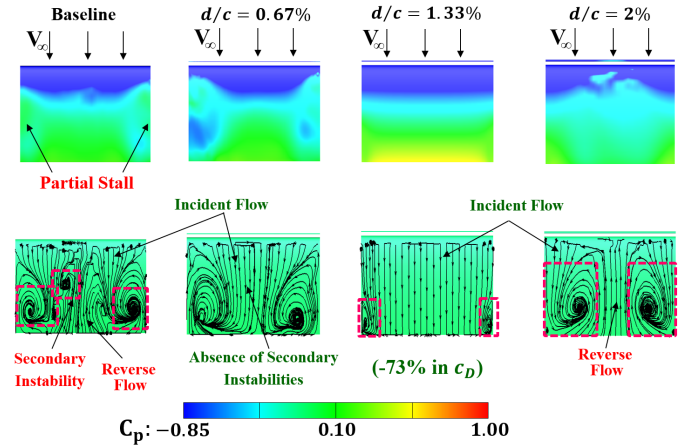 Baseline
d/c = 0.67%
d/c = 1.33%
d/c = 2%
V∞
V∞
V∞
V∞
Partial Stall
Incident Flow
Incident Flow
Secondary
Instability
Reverse
Flow
Absence of Secondary
Instabilities
(-73% in c_D)
Reverse
Flow
C_p: −0.85
0.10
1.00